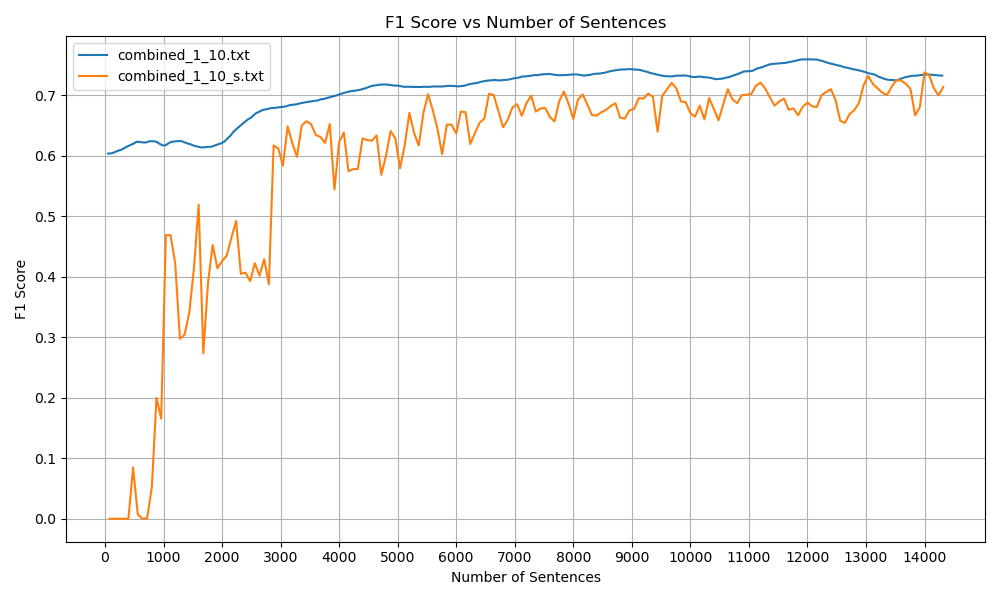 F1 Score vs Number of Sentences
combined_1_10.txt
combined_1_10_s.txt
F1 Score
0.7
0.6
0.5
0.4
0.3
0.2
0.1
0.0
0 1000 2000 3000 4000 5000 6000 7000 8000 9000 10000 11000 12000 13000 14000
Number of Sentences